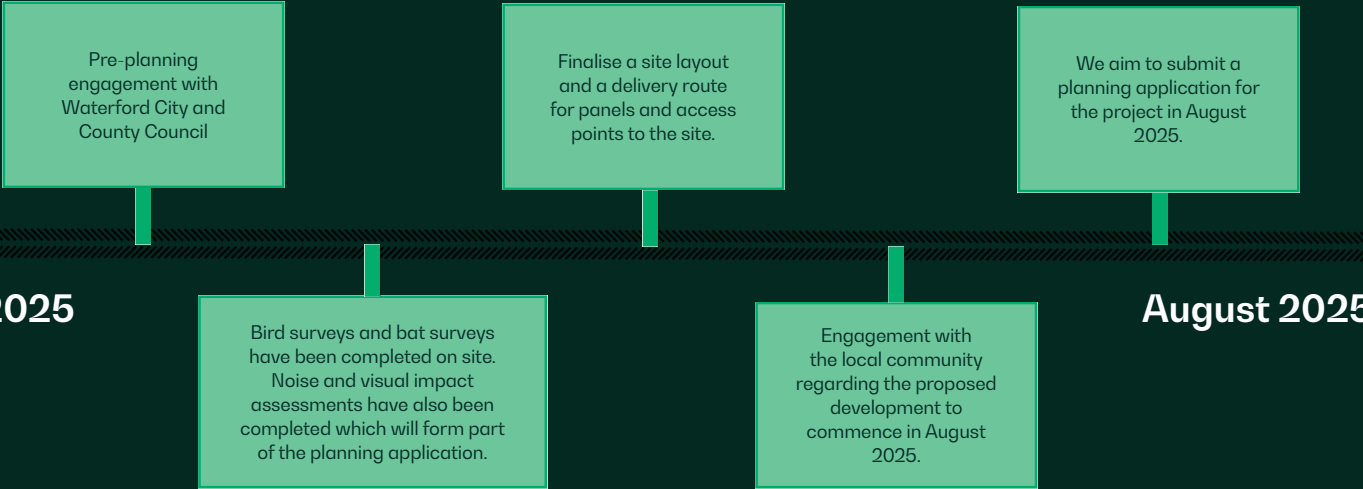 Pre-planning
engagement with
Waterford City and
County Council
Finalise a site layout
and a delivery route
for panels and access
points to the site.
We aim to submit a
planning application for
the project in August
2025.
2025
August 2025
Bird surveys and bat surveys
have been completed on site.
Noise and visual impact
assessments have also been
completed which will form part
of the planning application.
Engagement with
the local community
regarding the proposed
development to
commence in August
2025.